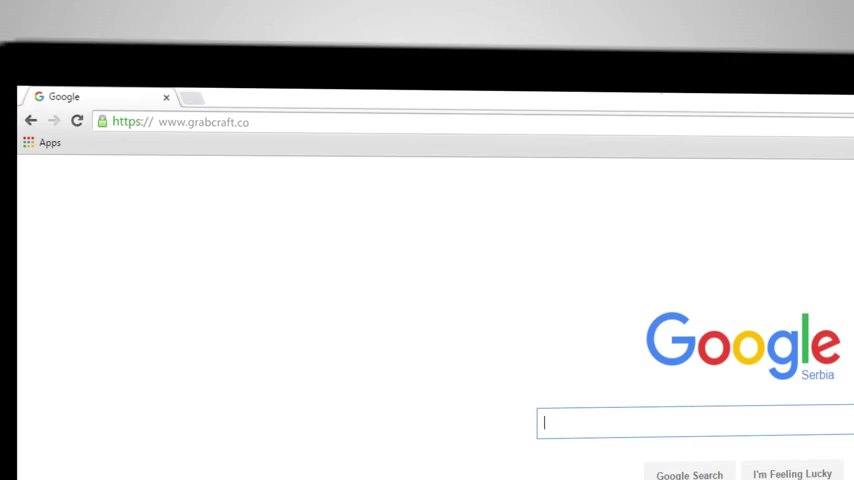 Google
https:// www.grabcraft.co
Apps
Google
Serbia
Google Search
I'm Feeling Lucky